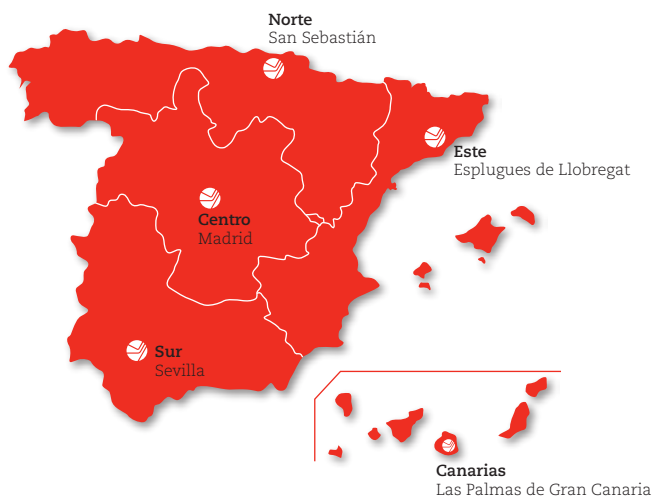 Norte
San Sebastián
Este
Esplugues de Llobregat
Centro
Madrid
Sur
Sevilla
Canarias
Las Palmas de Gran Canaria